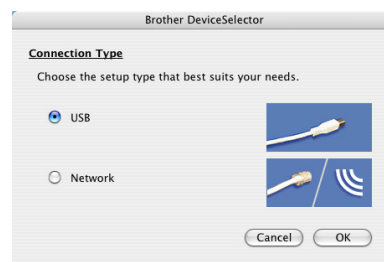 Brother DeviceSelector
Connection Type
Choose the setup type that best suits your needs.
USB
Network
Cancel
OK